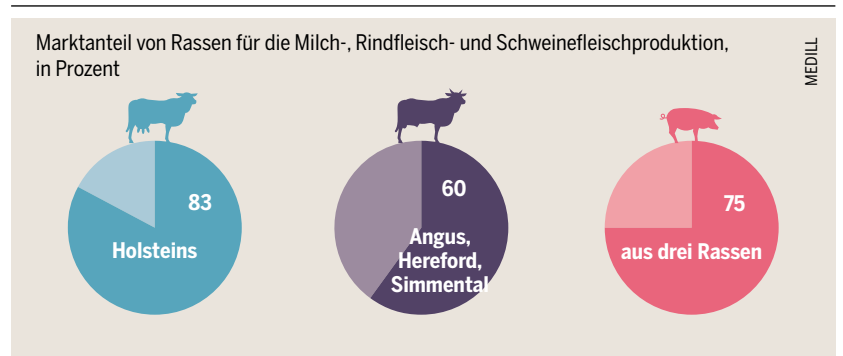 Marktanteil von Rassen für die Milch-, Rindfleisch- und Schweinefleischproduktion,
in Prozent
MEDILL
83
Holsteins
60
Angus,
Hereford,
Simmental
75
aus drei Rassen